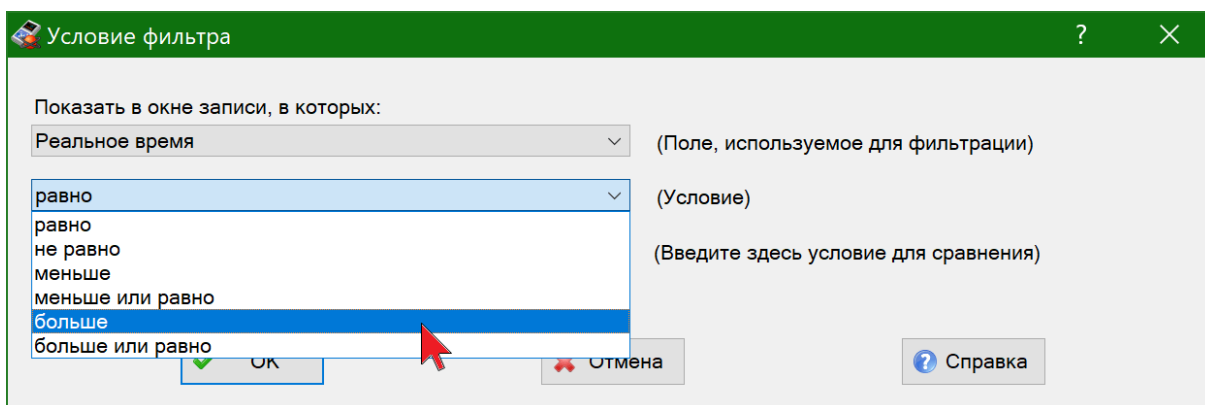 Условие фильтра
?
Показать в окне записи, в которых:
Реальное время
(Поле, используемое для фильтрации)
равно
(Условие)
равно
не равно
(Введите здесь условие для сравнения)
меньше
меньше или равно
больше
больше или равно
OK
Отмена
? Справка